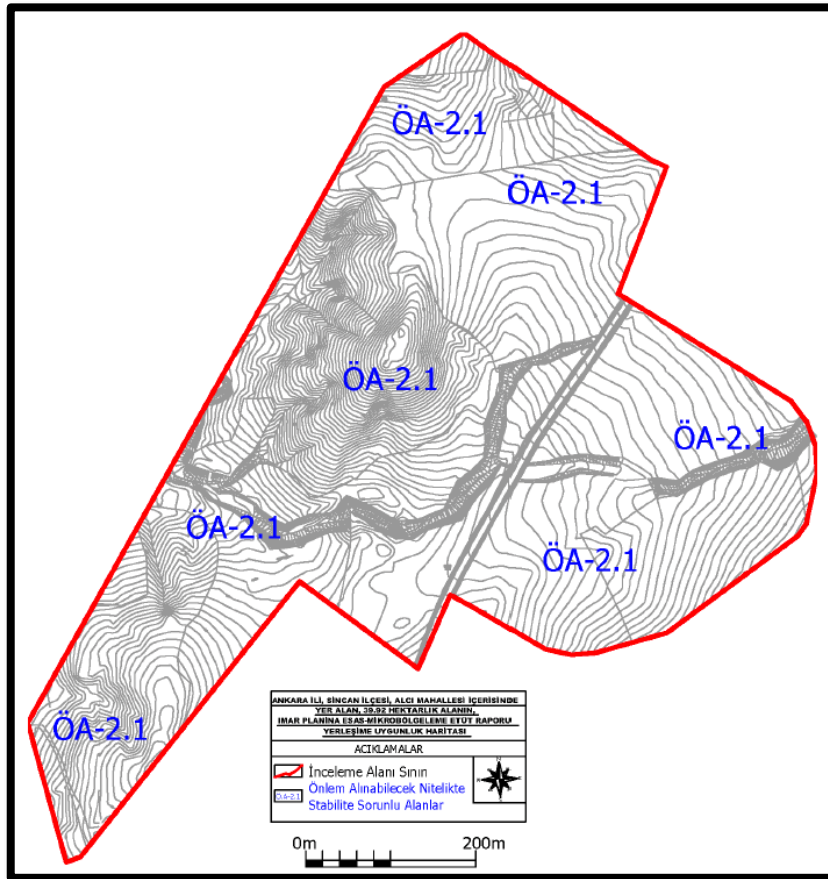 ÖA-2.1
ÖA-2.1
ÖA-2.1
ÖA-2.1
ÖA-2.1
ÖA-2.1
ÖA-2.1
ANKARA İLİ, SİNCAN İLÇESİ, ALCI MAHALLESİ İÇERİSİNDE
YER ALAN, 39.92 HEKTARLIK ALANIN,
İMAR PLANINA ESAS-MİKROBÖLGELEME ETÜT RAPORU
YERLEŞİME UYGUNLUK HARİTASI
ACIKLAMALAR
İnceleme Alanı Sınırı
N
Ö.A-2.1 Önlem Alınabilecek Nitelikte
Stabilite Sorunlu Alanlar
0m 200m